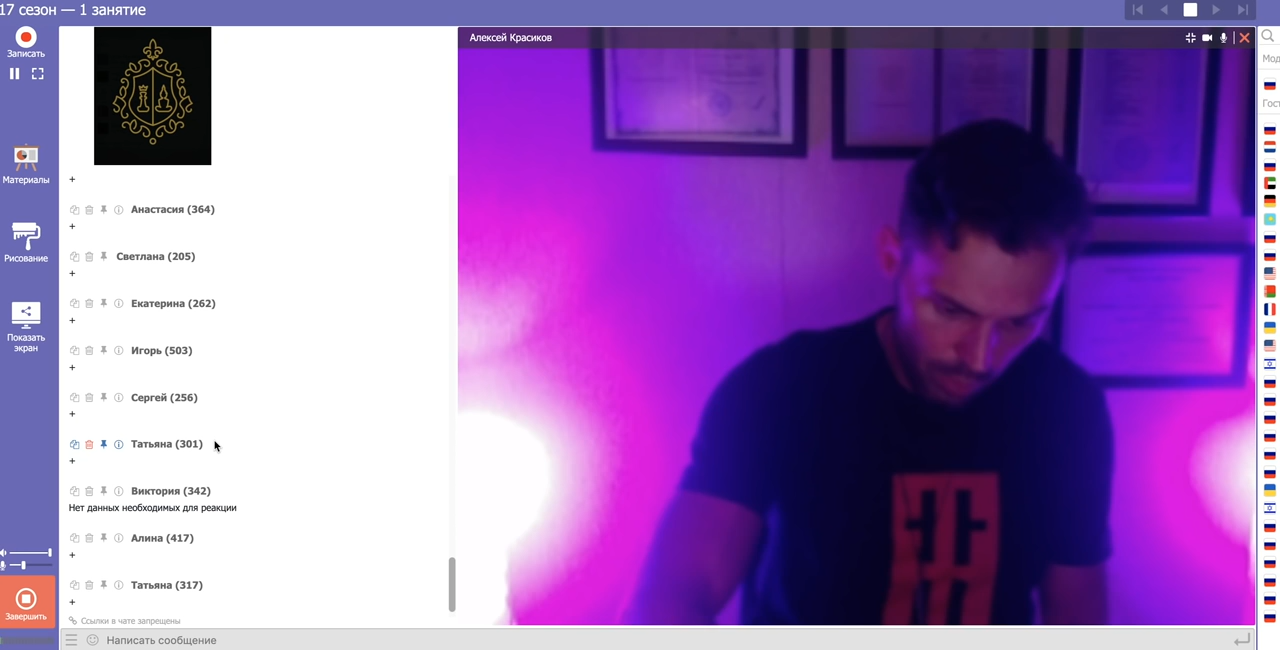 17 сезон — 1 занятие
Записать
Материалы
Рисование
Показать
экран
Завершить
+
Анастасия (364)
+
Светлана (205)
+
Екатерина (262)
+
Игорь (503)
+
Сергей (256)
+
Татьяна (301)
+
Виктория (342)
Нет данных необходимых для реакции
Алина (417)
+
Татьяна (317)
+
Ссылки в чате запрещены
Написать сообщение
Алексей Красиков
Мод
Гост